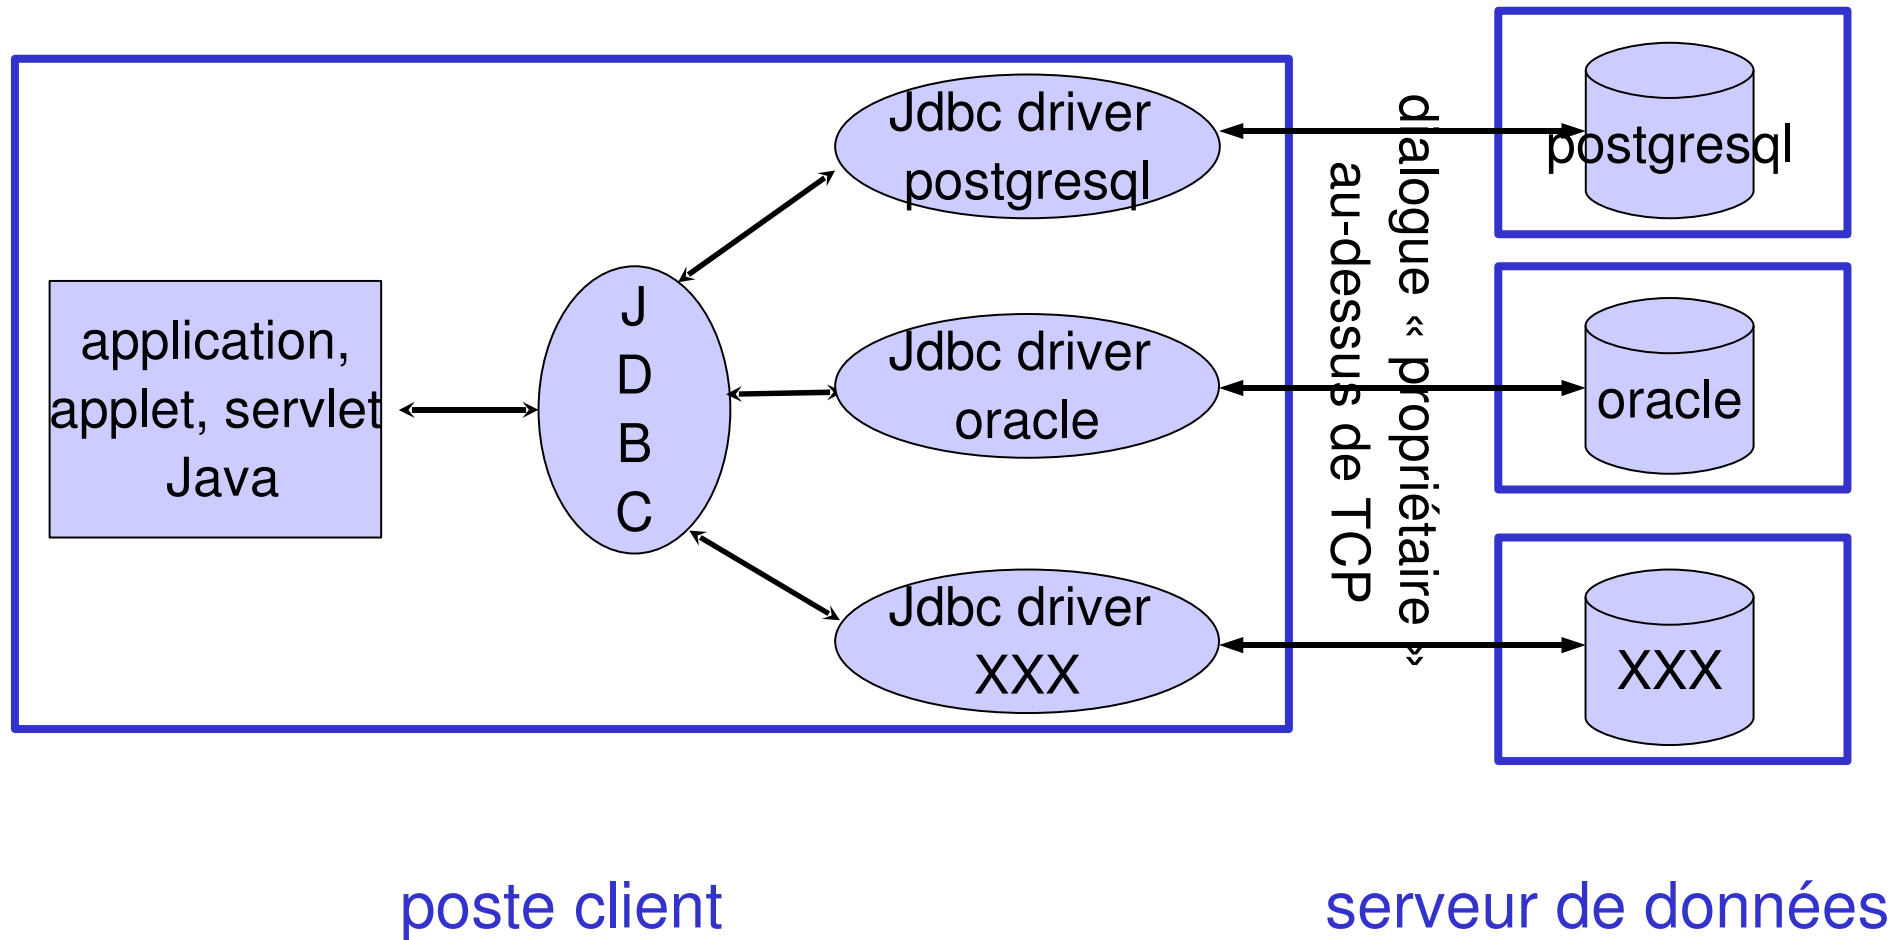 application,
applet, servlet
Java
J
D
B
C
Jdbc driver
postgresql
Jdbc driver
oracle
Jdbc driver
XXX
dialogue « propriétaire »
au-dessus de TCP
postgresql
oracle
XXX
poste client
serveur de données